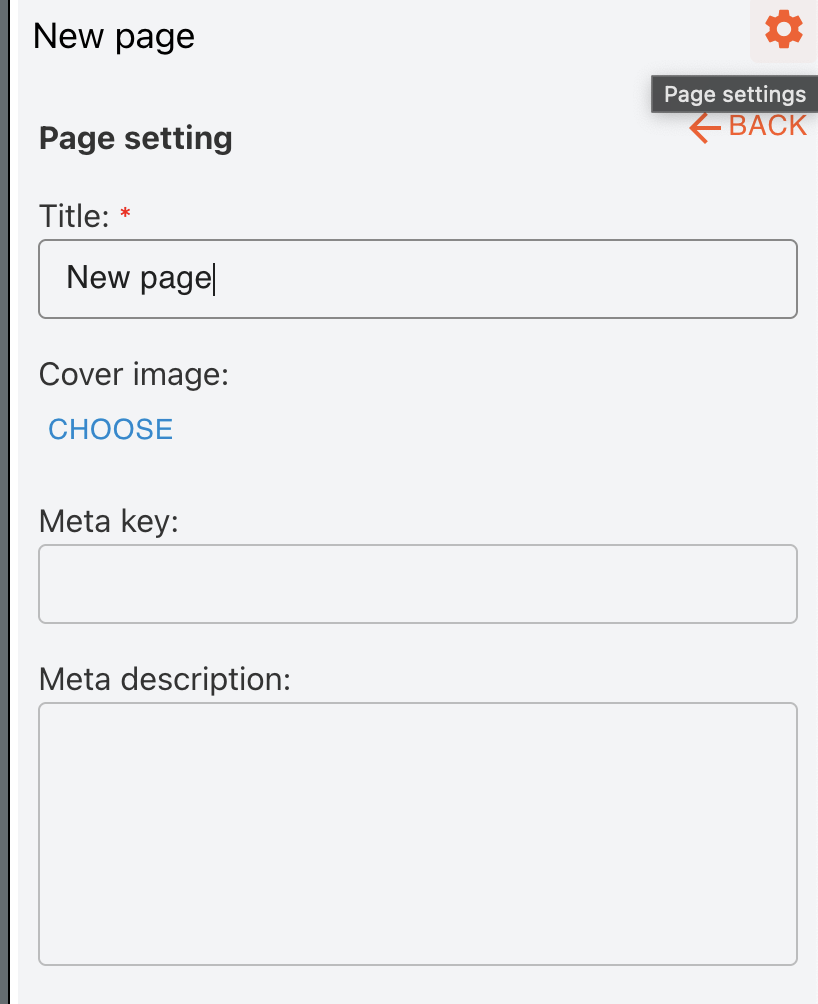 New page
Page settings
Page setting
BACK
Title: *
New page
Cover image:
CHOOSE
Meta key:
Meta description: